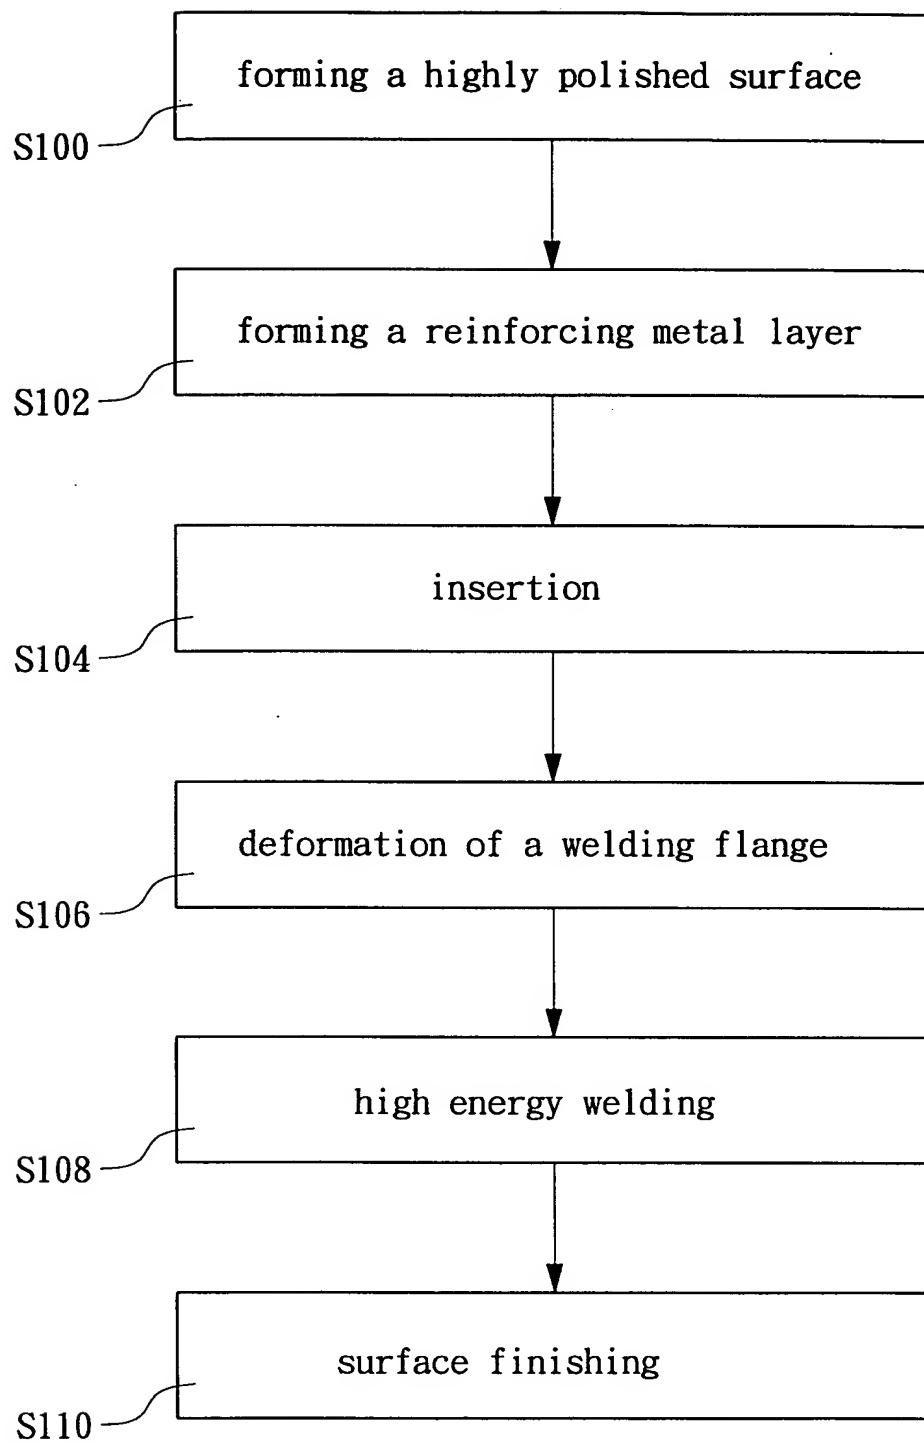 forming a highly polished surface
S100
forming a reinforcing metal layer
S102
insertion
S104
deformation of a welding flange
S106
high energy welding
S108
surface finishing
S110